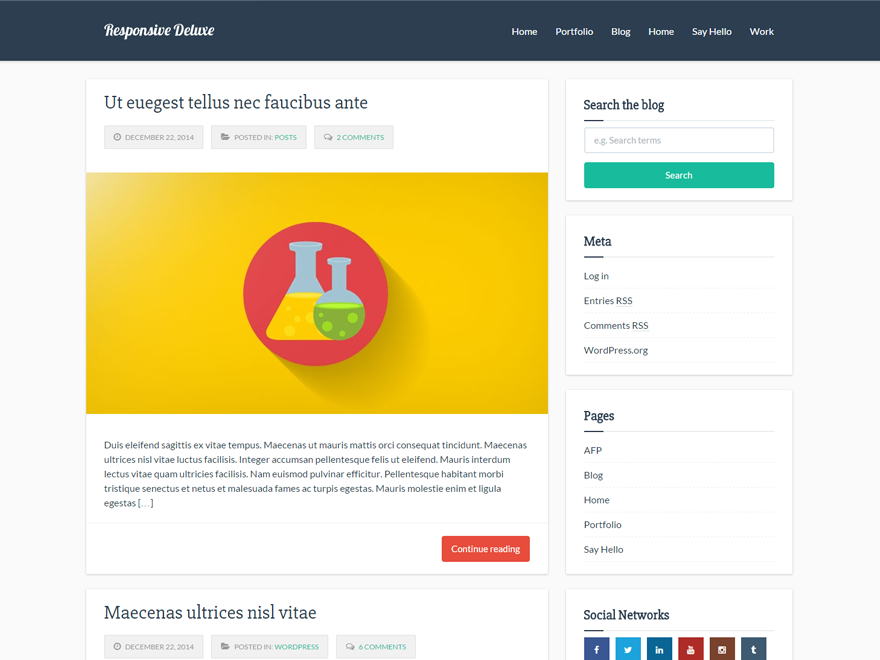 Responsive Deluxe
Home Portfolio Blog Home Say Hello Work
Ut euegest tellus nec faucibus ante
DECEMBER 22, 2014 POSTED IN: POSTS 2 COMMENTS
Duis eleifend sagittis ex vitae tempus. Maecenas ut mauris mattis orci consequat tincidunt. Maecenas
ultrices nisl vitae luctus facilisis. Integer accumsan pellentesque felis ut eleifend. Mauris interdum
lectus vitae quam ultricies facilisis. Nam euismod pulvinar efficitur. Pellentesque habitant morbi
tristique senectus et netus et malesuada fames ac turpis egestas. Mauris molestie enim et ligula
egestas […]
Continue reading
Maecenas ultrices nisl vitae
DECEMBER 22, 2014 POSTED IN: WORDPRESS 6 COMMENTS
Search the blog
e.g. Search terms
Search
Meta
Log in
Entries RSS
Comments RSS
WordPress.org
Pages
AFP
Blog
Home
Portfolio
Say Hello
Social Networks